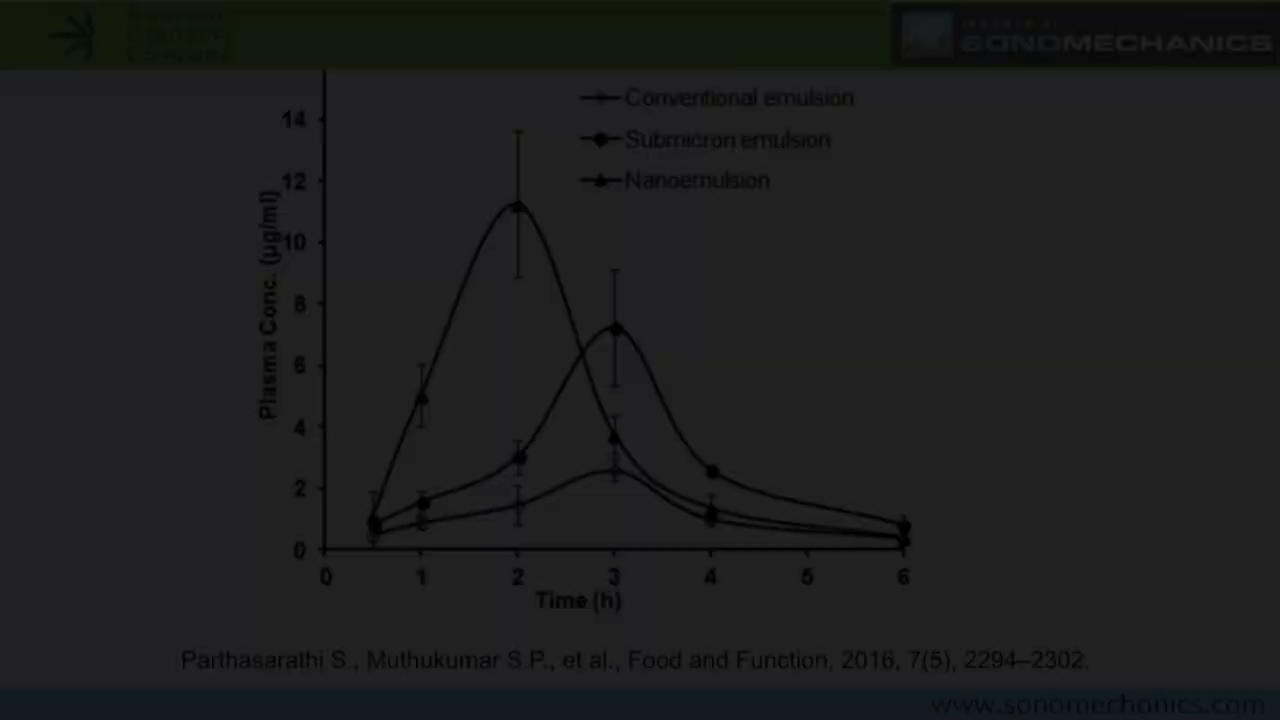 INDUSTRIAL
SONOMECHANICS
Conventional emulsion
Submicron emulsion
Nanoemulsion
14
12
10
8
6
4
2
0
Plasma Conc. (µg/ml)
0 1 2 3 4 5 6
Time (h)
Parthasarathi S., Muthukumar S.P., et al., Food and Function, 2016, 7(5), 2294–2302.
www.sonomechanics.com